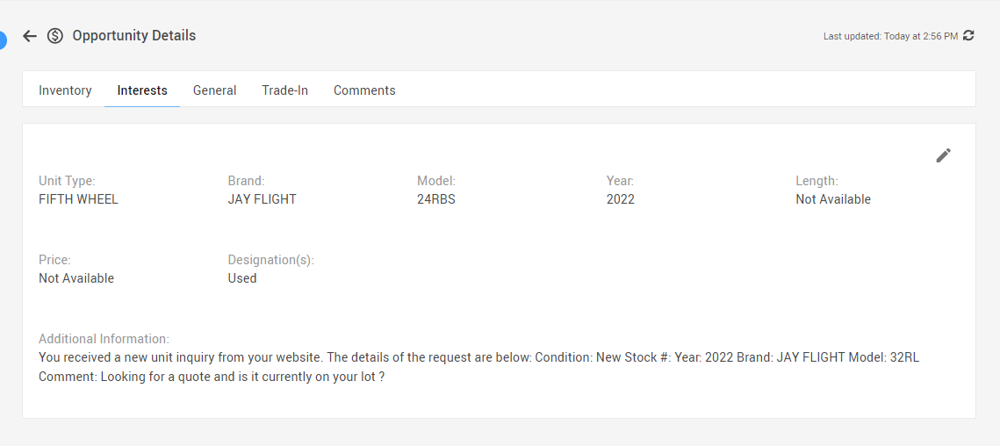 Opportunity Details
Last updated: Today at 2:56 PM
Inventory Interests General Trade-In Comments
Unit Type: Brand: Model: Year: Length:
FIFTH WHEEL JAY FLIGHT 24RBS 2022 Not Available
Price: Designation(s):
Not Available Used
Additional Information:
You received a new unit inquiry from your website. The details of the request are below: Condition: New Stock #: Year: 2022 Brand: JAY FLIGHT Model: 32RL
Comment: Looking for a quote and is it currently on your lot ?